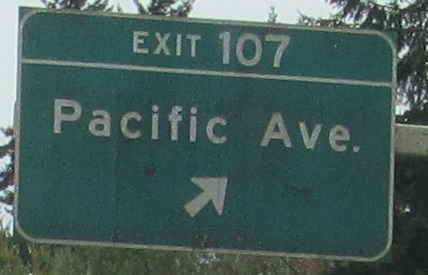 EXIT 107
Pacific Ave.